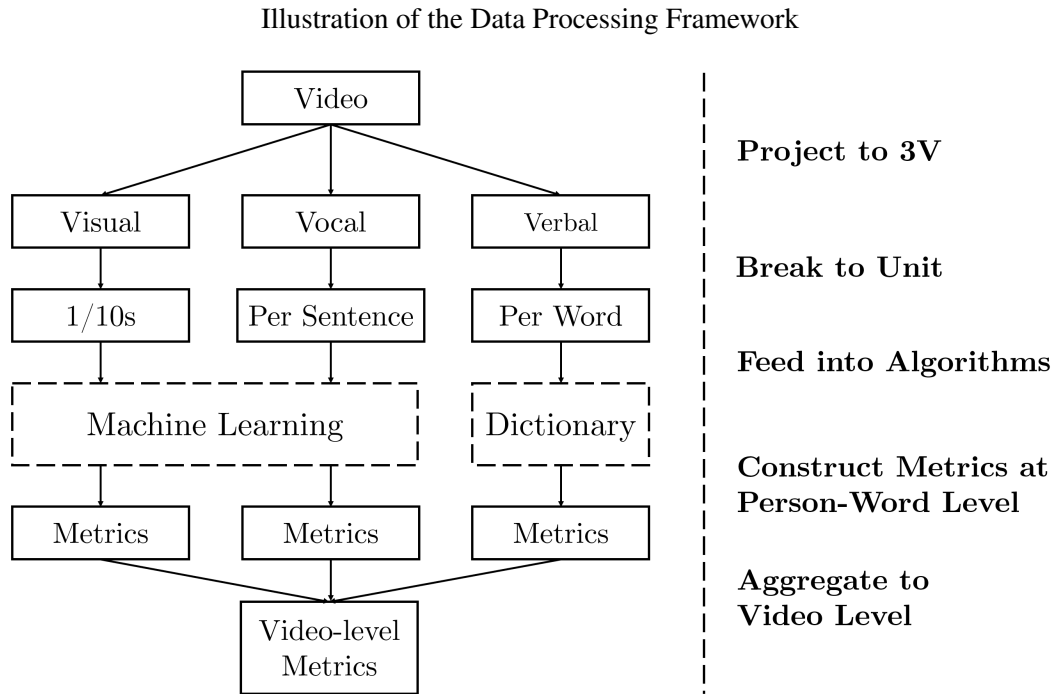 Illustration of the Data Processing Framework
Video
Project to 3V
Visual
Vocal
Verbal
Break to Unit
1/10s
Per Sentence
Per Word
Feed into Algorithms
Machine Learning
Dictionary
Construct Metrics at
Person-Word Level
Metrics
Metrics
Metrics
Aggregate to
Video Level
Video-level
Metrics